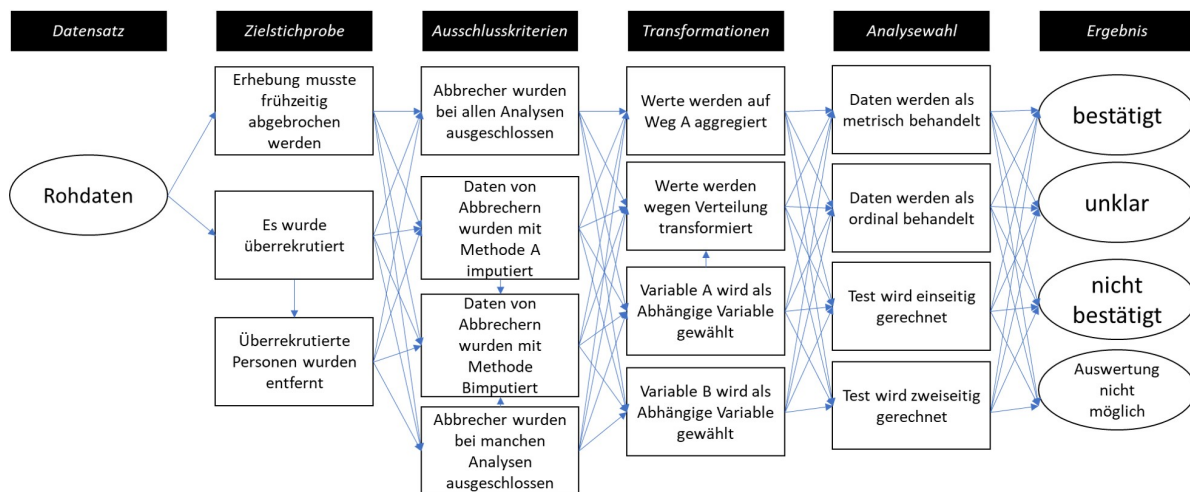 Datensatz
Zielstichprobe
Ausschlusskriterien
Transformationen
Analysewahl
Ergebnis
Rohdaten
Erhebung musste
frühzeitig
abgebrochen
werden
Es wurde
überrekrutiert
Überrekrutierte
Personen wurden
entfernt
Abbrecher wurden
bei allen Analysen
ausgeschlossen
Daten von
Abbrechern
wurden mit
Methode A
imputiert
Daten von
Abbrechern
wurden mit
Methode
Bimputiert
Abbrecher wurden
bei manchen
Analysen
ausgeschlossen
Werte werden auf
Weg A aggregiert
Werte werden
wegen Verteilung
transformiert
Variable A wird als
Abhängige Variable
gewählt
Variable B wird als
Abhängige Variable
gewählt
Daten werden als
metrisch behandelt
Daten werden als
ordinal behandelt
Test wird einseitig
gerechnet
Test wird zweiseitig
gerechnet
bestätigt
unklar
nicht
bestätigt
Auswertung
nicht
möglich